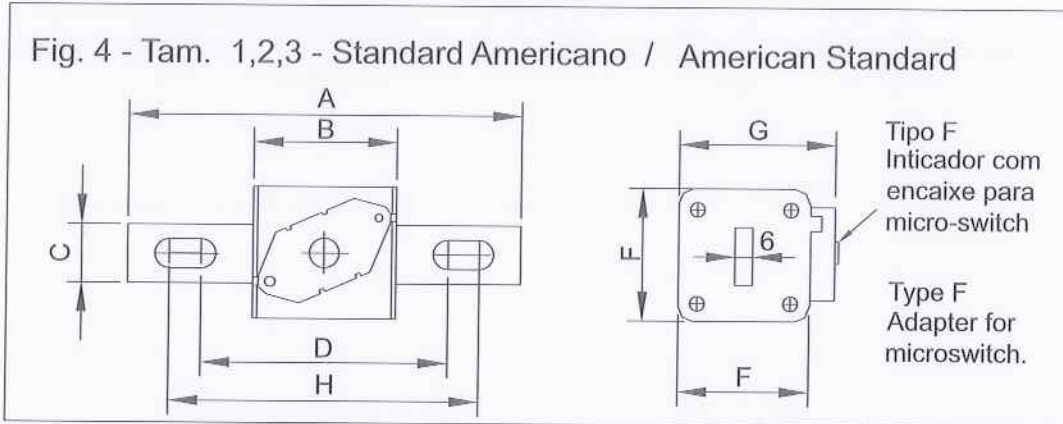 Fig. 4 - Tam. 1,2,3 - Standard Americano / American Standard
A
B
C
D
H
G
F
6
F
Tipo F
Inticador com
encaixe para
micro-switch
Type F
Adapter for
microswitch.